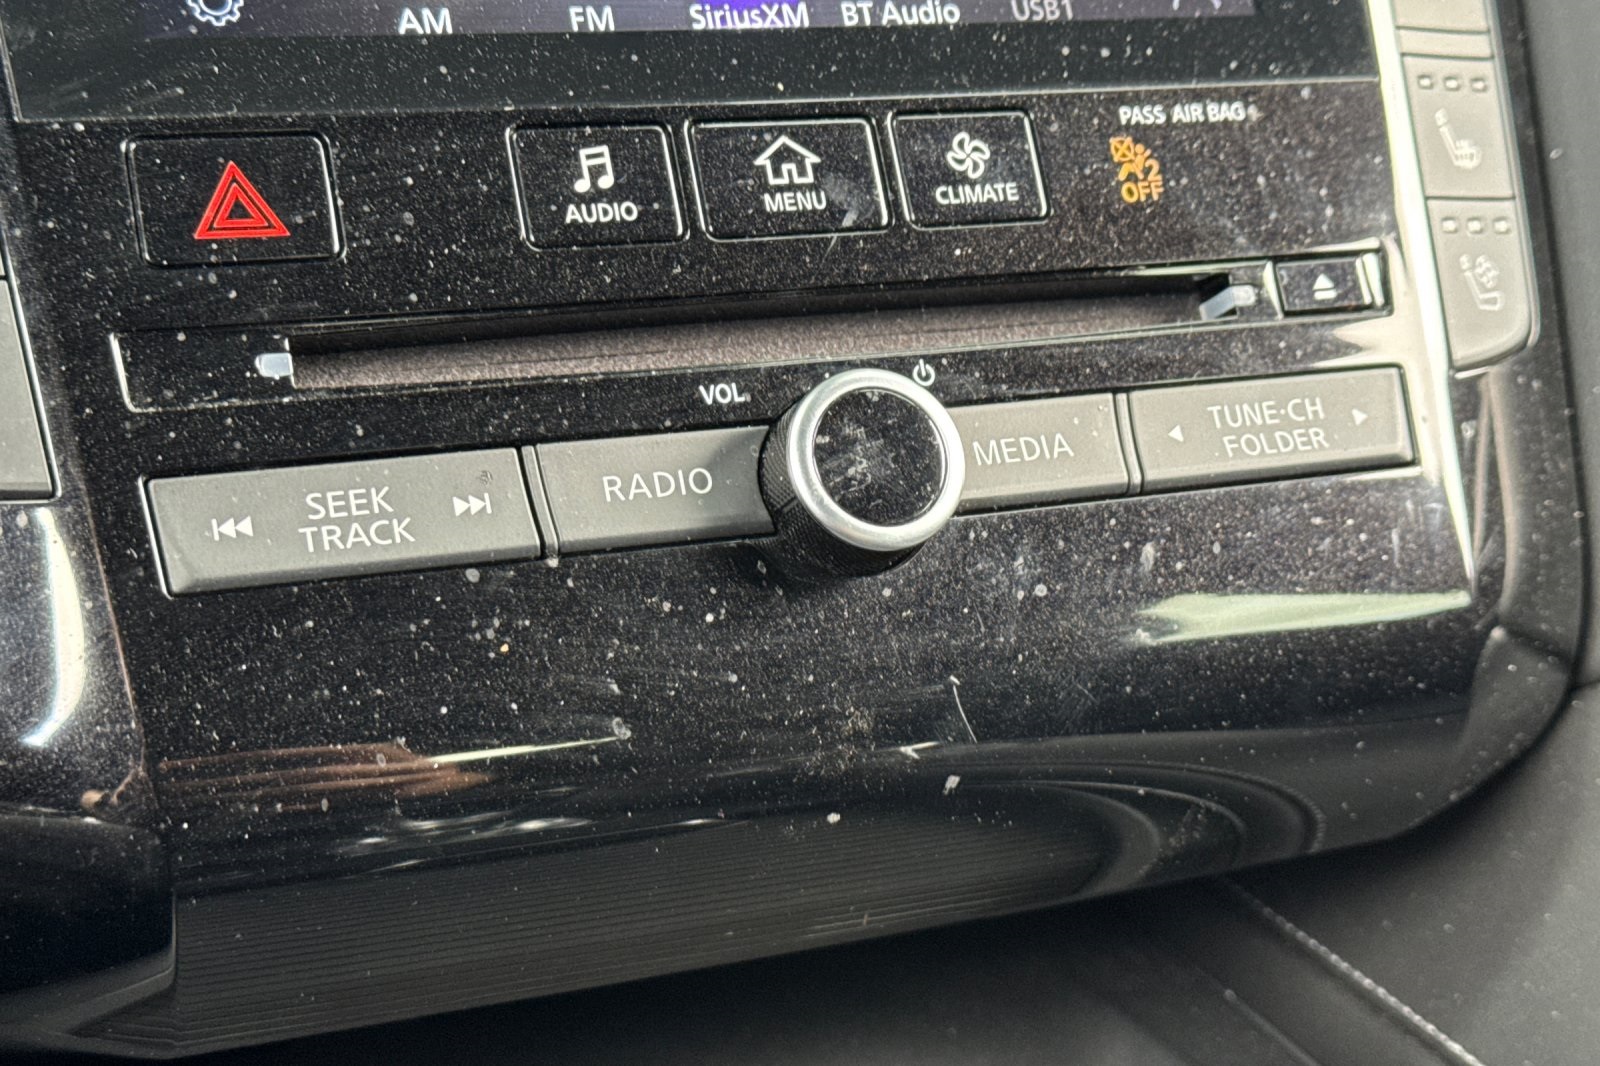 AM FM SiriusXM BT Audio USB1
PASS AIR BAG
2
OFF
AUDIO
MENU
CLIMATE
VOL
SEEK
TRACK
RADIO
MEDIA
TUNE·CH
FOLDER